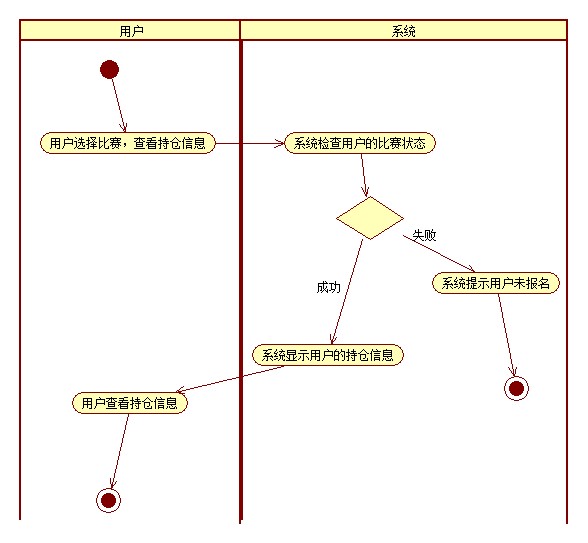 用户
系统
用户选择比赛，查看持仓信息
系统检查用户的比赛状态
失败
系统提示用户未报名
成功
系统显示用户的持仓信息
用户查看持仓信息